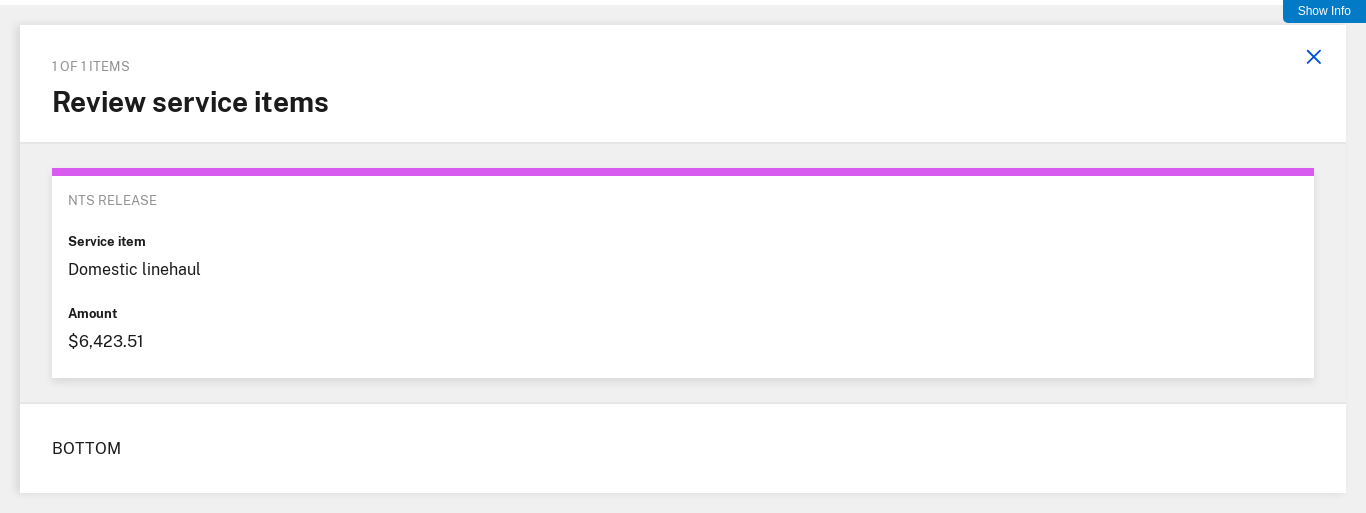 Show Info
1 OF 1 ITEMS
Review service items
NTS RELEASE
Service item
Domestic linehaul
Amount
$6,423.51
BOTTOM